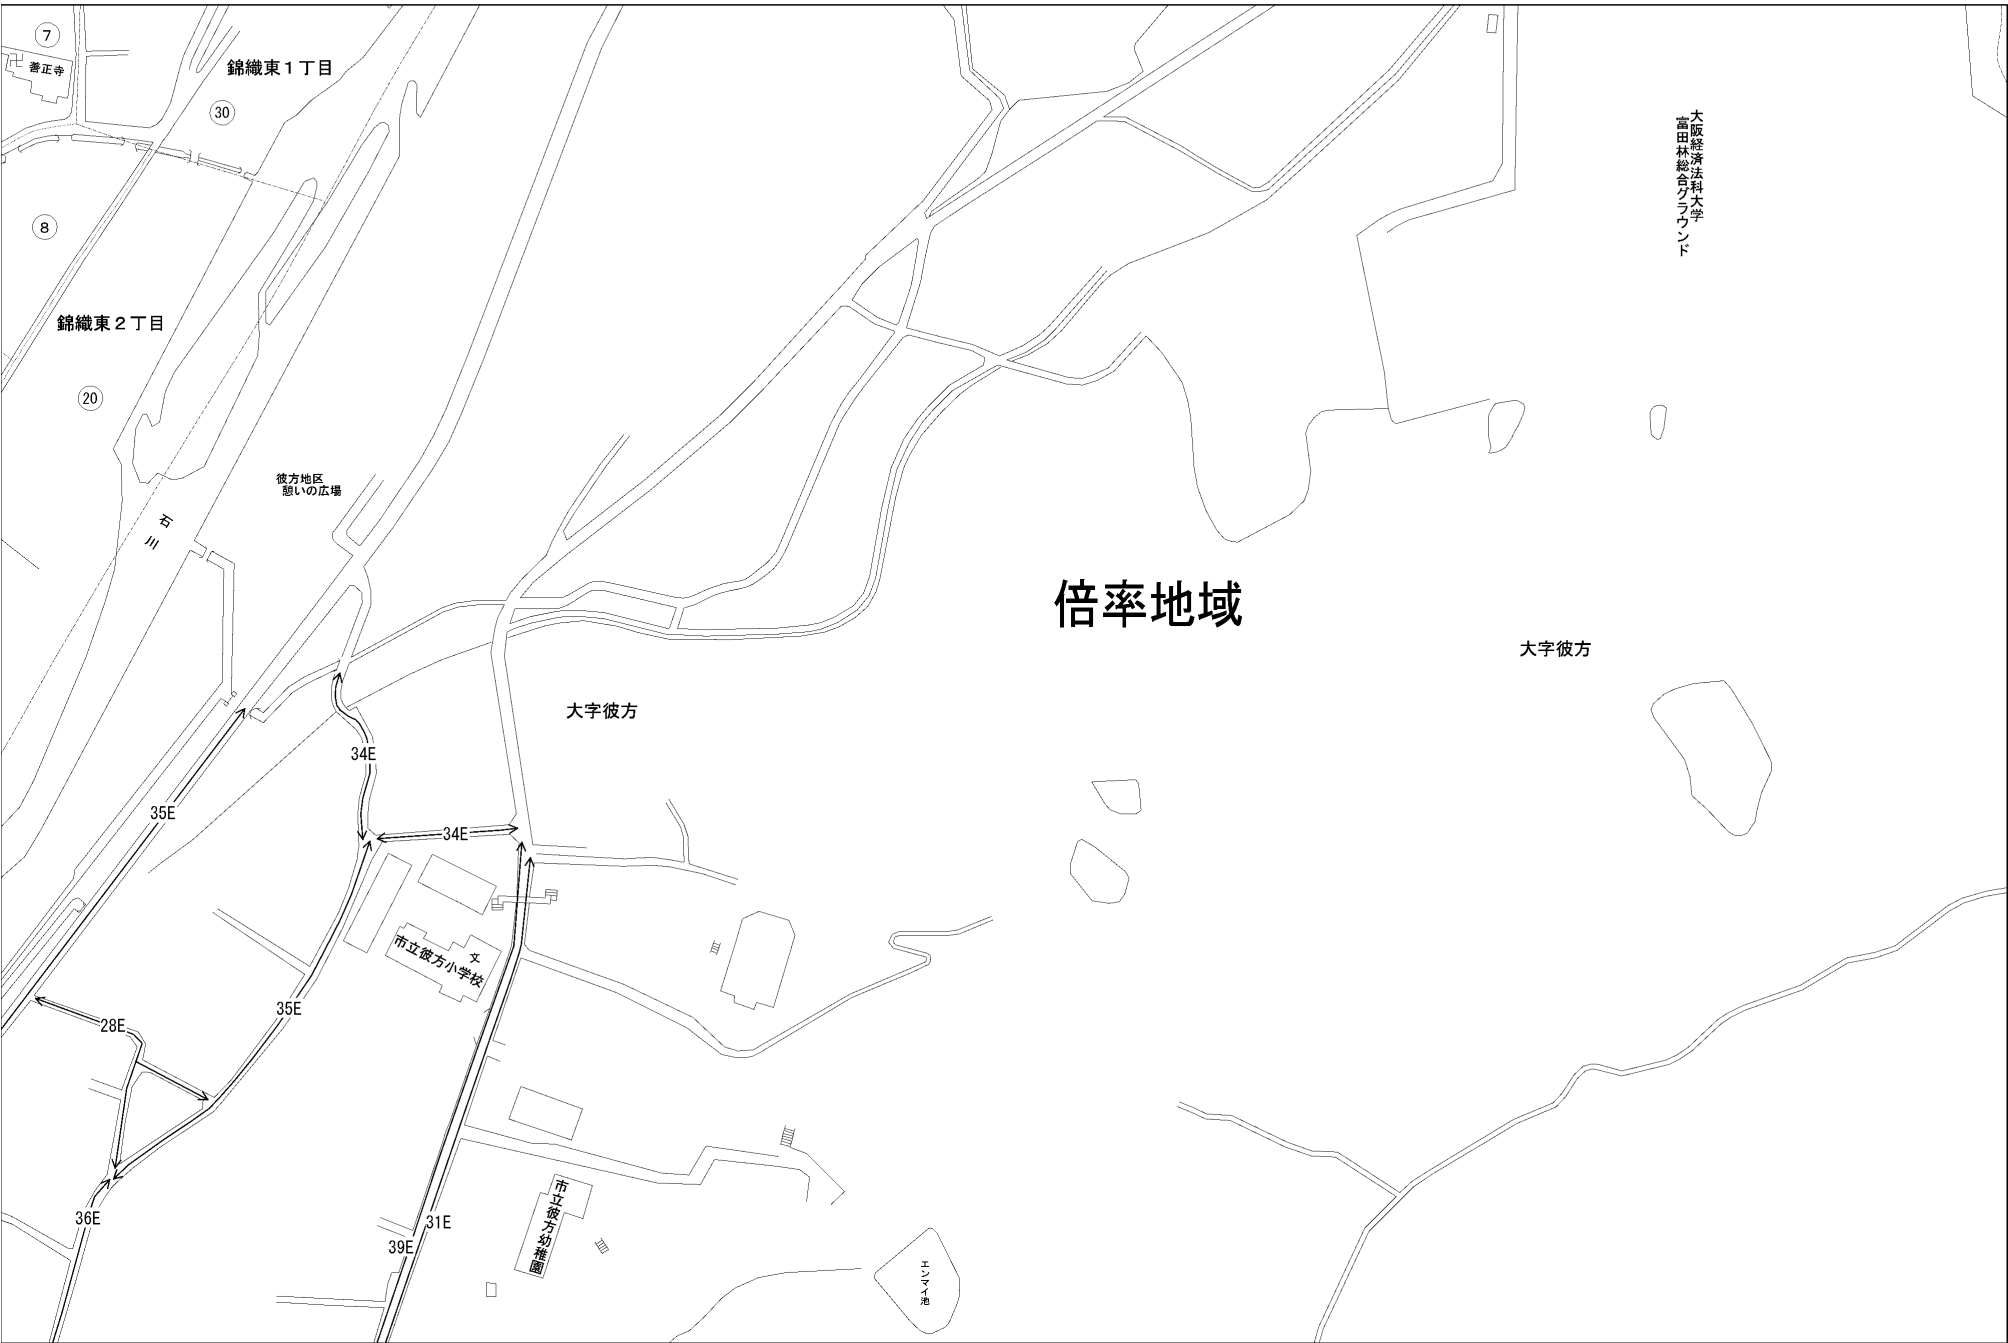 7
善正寺
錦織東１丁目
30
大阪経済法科大学
富田林総合グラウンド
8
錦織東２丁目
20
彼方地区
憩いの広場
石川
倍率地域
大字彼方
大字彼方
34E
35E
34E
市立彼方小学校
文
35E
28E
36E
31E
39E
市立彼方幼稚園
エンマイ池